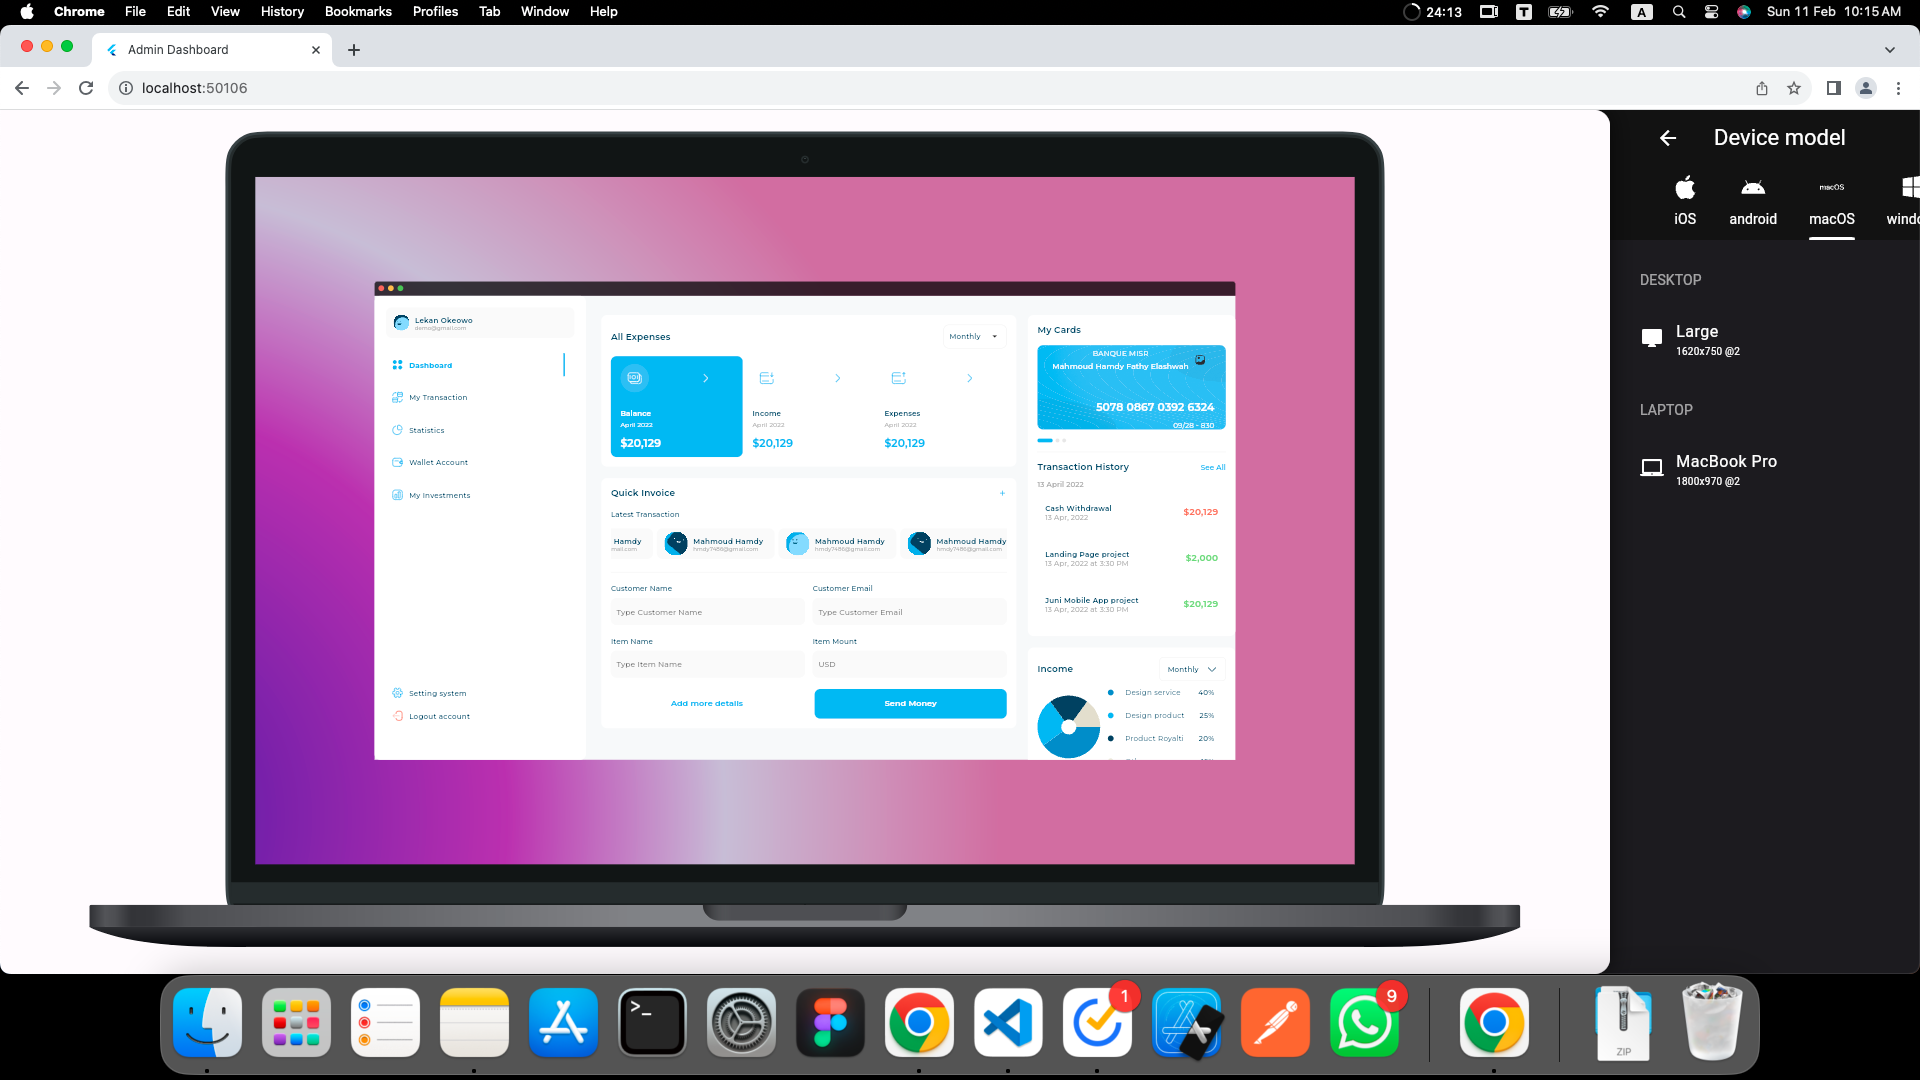 Chrome File Edit View History Bookmarks Profiles Tab Window Help
24:13 T A Sun 11 Feb 10:15 AM
Admin Dashboard
localhost:50106
Device model
macOS
iOS android macOS windo
DESKTOP
Large
1620x750 @2
LAPTOP
MacBook Pro
1800x970 @2
Lekan Okeowo
demo@gmail.com
Dashboard
My Transaction
Statistics
Wallet Account
My Investments
Setting system
Logout account
All Expenses
Monthly
Balance
April 2022
$20,129
Income
April 2022
$20,129
Expenses
April 2022
$20,129
Quick Invoice
+
Latest Transaction
Hamdy
mail.com
Mahmoud Hamdy
hmdy7486@gmail.com
Mahmoud Hamdy
hmdy7486@gmail.com
Mahmoud Hamdy
hmdy7486@gmail.com
Customer Name
Type Customer Name
Customer Email
Type Customer Email
Item Name
Type Item Name
Item Mount
USD
Add more details
Send Money
My Cards
BANQUE MISR
Mahmoud Hamdy Fathy Elashwah
5078 0867 0392 6324
09/28 - 830
Transaction History
See All
13 April 2022
Cash Withdrawal
13 Apr, 2022
$20,129
Landing Page project
13 Apr, 2022 at 3:30 PM
$2,000
Juni Mobile App project
13 Apr, 2022 at 3:30 PM
$20,129
Income
Monthly
Design service 40%
Design product 25%
Product Royalti 20%
>_
1
9
ZIP